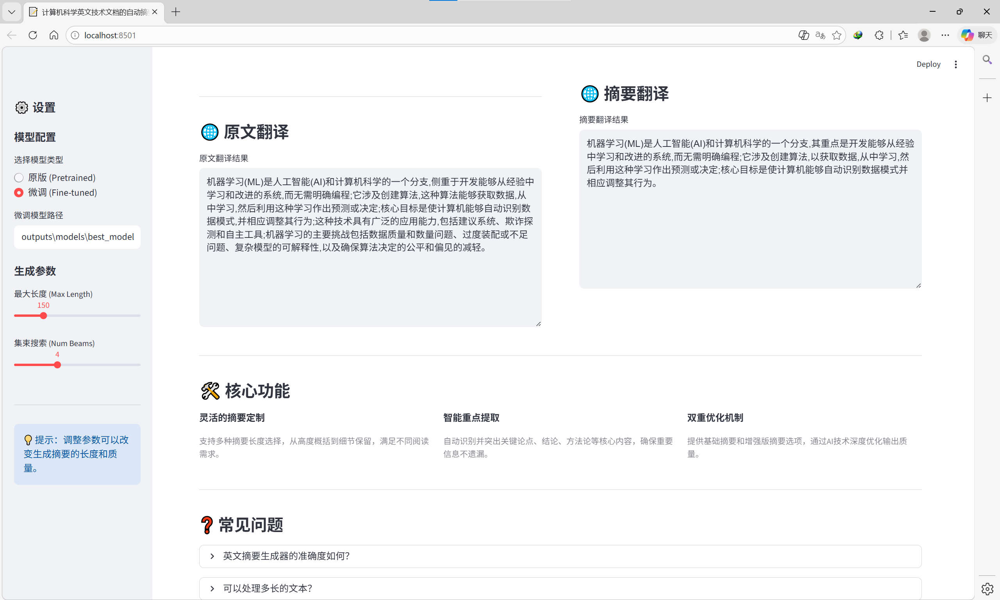 计算机科学英文技术文档的自动摘
localhost:8501
聊天
Deploy
设置
模型配置
选择模型类型
原版 (Pretrained)
微调 (Fine-tuned)
微调模型路径
outputs\models\best_model
生成参数
最大长度 (Max Length)
150
集束搜索 (Num Beams)
4
提示：调整参数可以改
变生成摘要的长度和质
量。
原文翻译
原文翻译结果
机器学习(ML)是人工智能(AI)和计算机科学的一个分支,侧重于开发能够从经验中
学习和改进的系统,而无需明确编程;它涉及创建算法,这种算法能够获取数据,从
中学习,然后利用这种学习作出预测或决定;核心目标是使计算机能够自动识别数
据模式,并相应调整其行为;这种技术具有广泛的应用能力,包括建议系统、欺诈探
测和自主工具;机器学习的主要挑战包括数据质量和数量问题、过度装配或不足
问题、复杂模型的可解释性,以及确保算法决定的公平和偏见的减轻。
摘要翻译
摘要翻译结果
机器学习(ML)是人工智能(AI)和计算机科学的一个分支,其重点是开发能够从经验
中学习和改进的系统,而无需明确编程;它涉及创建算法,以获取数据,从中学习,然
后利用这种学习作出预测或决定;核心目标是使计算机能够自动识别数据模式并
相应调整其行为。
核心功能
灵活的摘要定制
支持多种摘要长度选择，从高度概括到细节保留，满足不同阅读
需求。
智能重点提取
自动识别并突出关键论点、结论、方法论等核心内容，确保重要
信息不遗漏。
双重优化机制
提供基础摘要和增强版摘要选项，通过AI技术深度优化输出质
量。
常见问题
英文摘要生成器的准确度如何？
可以处理多长的文本？